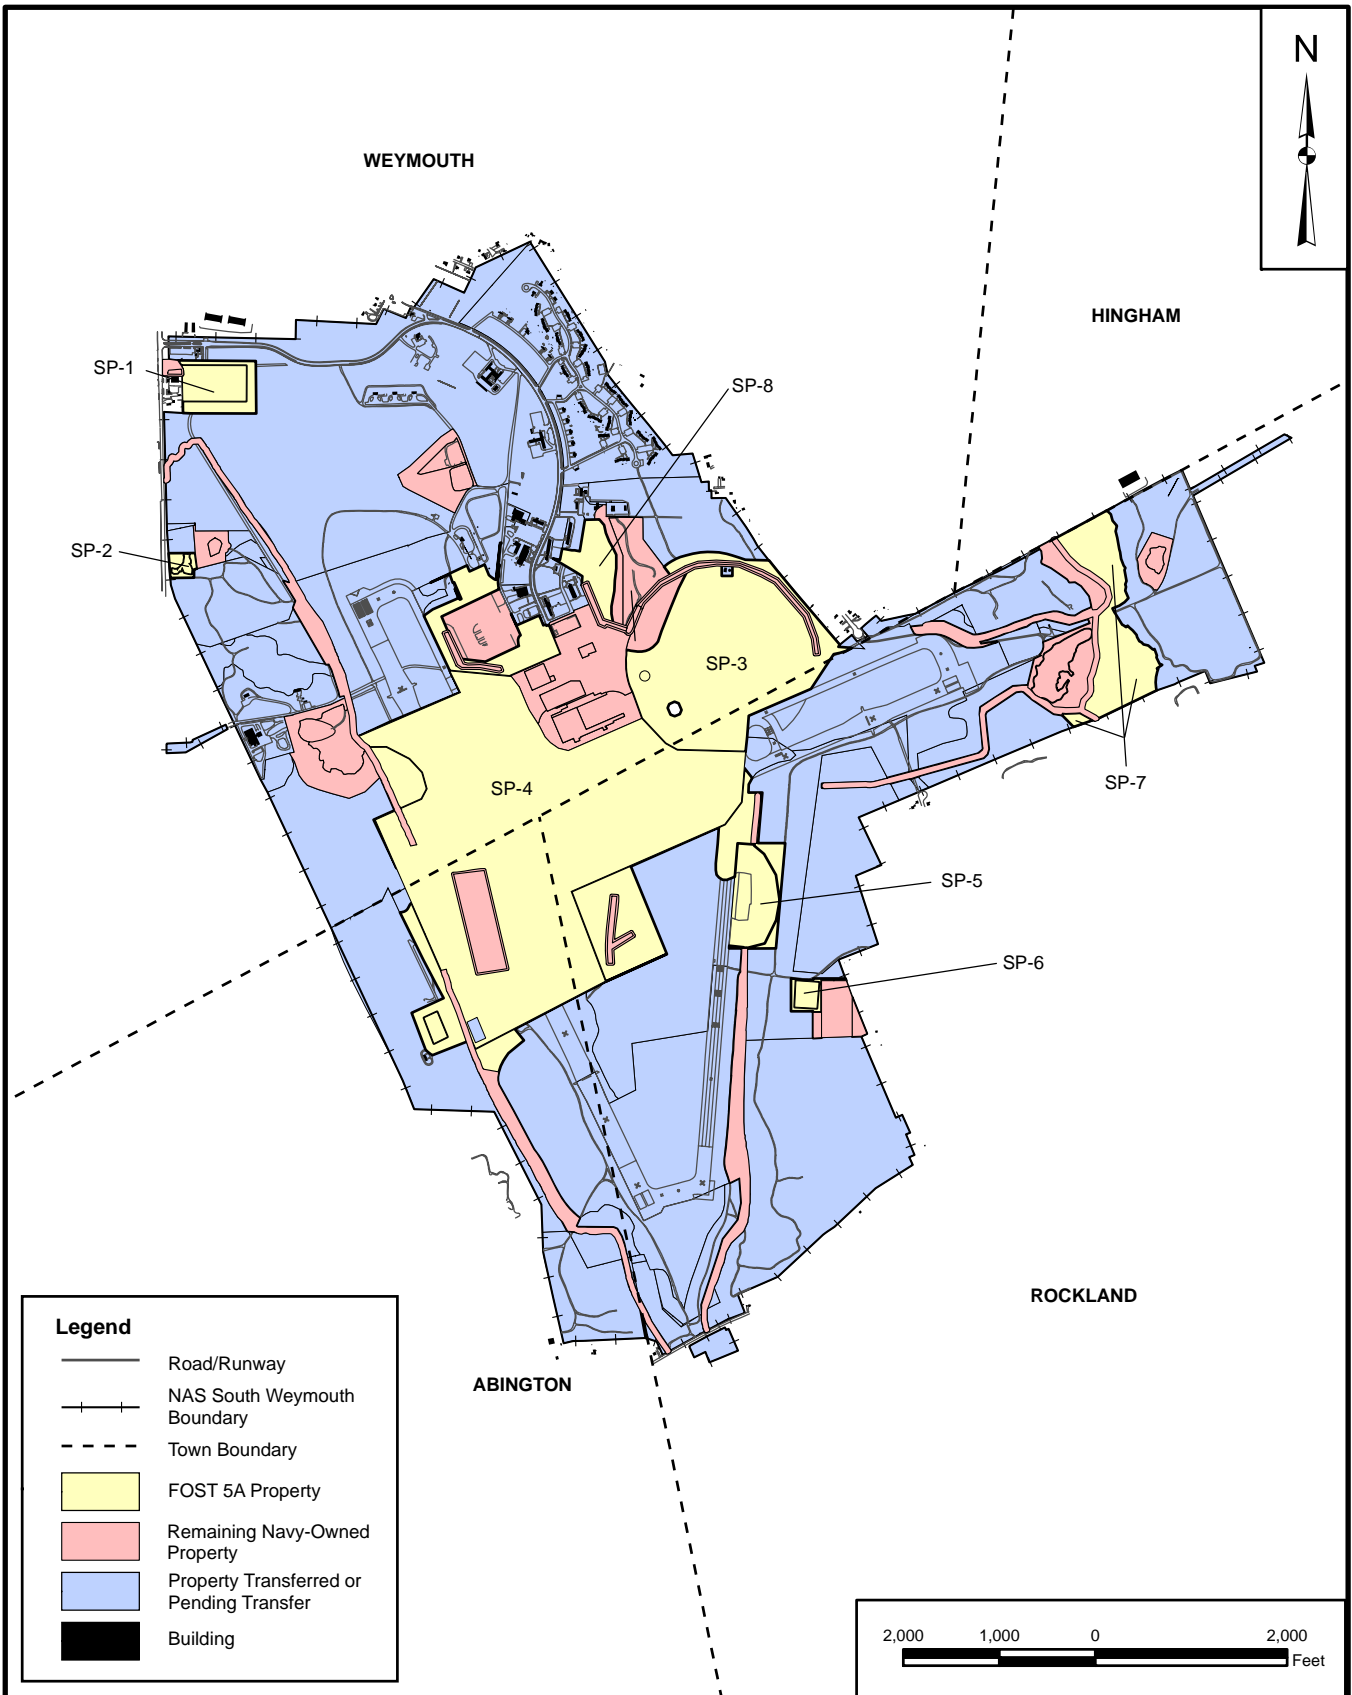 N
WEYMOUTH
HINGHAM
SP-1
SP-8
SP-2
SP-3
SP-4
SP-7
SP-5
SP-6
ROCKLAND
ABINGTON
Legend
Road/Runway
NAS South Weymouth
Boundary
Town Boundary
FOST 5A Property
Remaining Navy-Owned
Property
Property Transferred or
Pending Transfer
Building
2,000 1,000 0 2,000
Feet